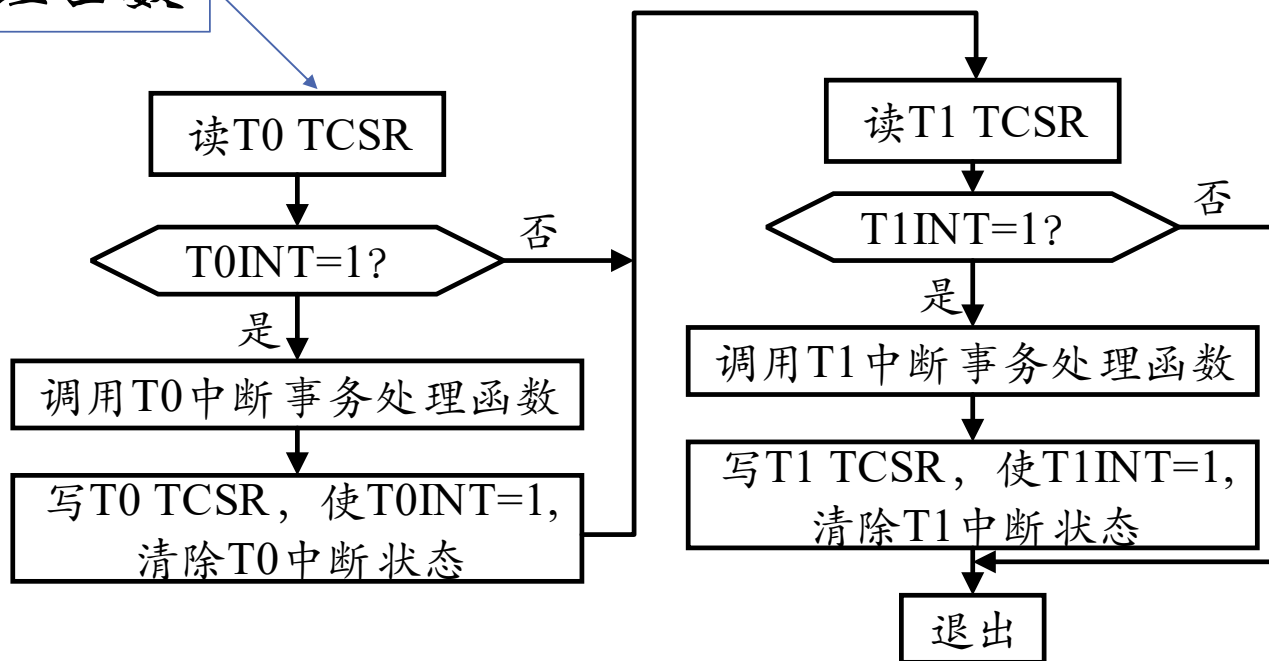 读T0 TCSR
T0INT=1?
否
是
调用T0中断事务处理函数
写T0 TCSR，使T0INT=1,
清除T0中断状态
读T1 TCSR
T1INT=1?
否
是
调用T1中断事务处理函数
写T1 TCSR，使T1INT=1,
清除T1中断状态
退出